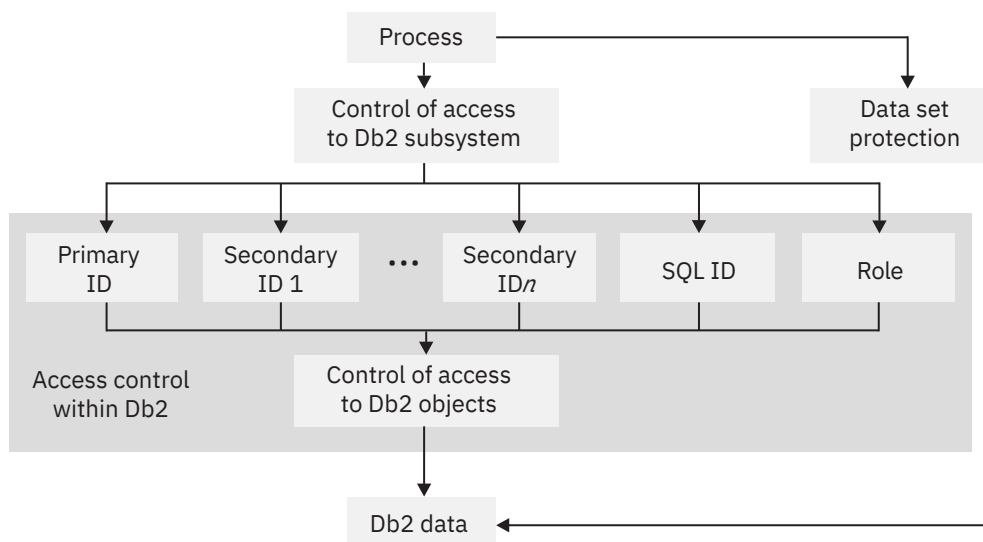 Process
Control of access
to Db2 subsystem
Data set
protection
Primary
ID
Secondary
ID 1
...
Secondary
IDn
SQL ID
Role
Access control
within Db2
Control of access
to Db2 objects
Db2 data